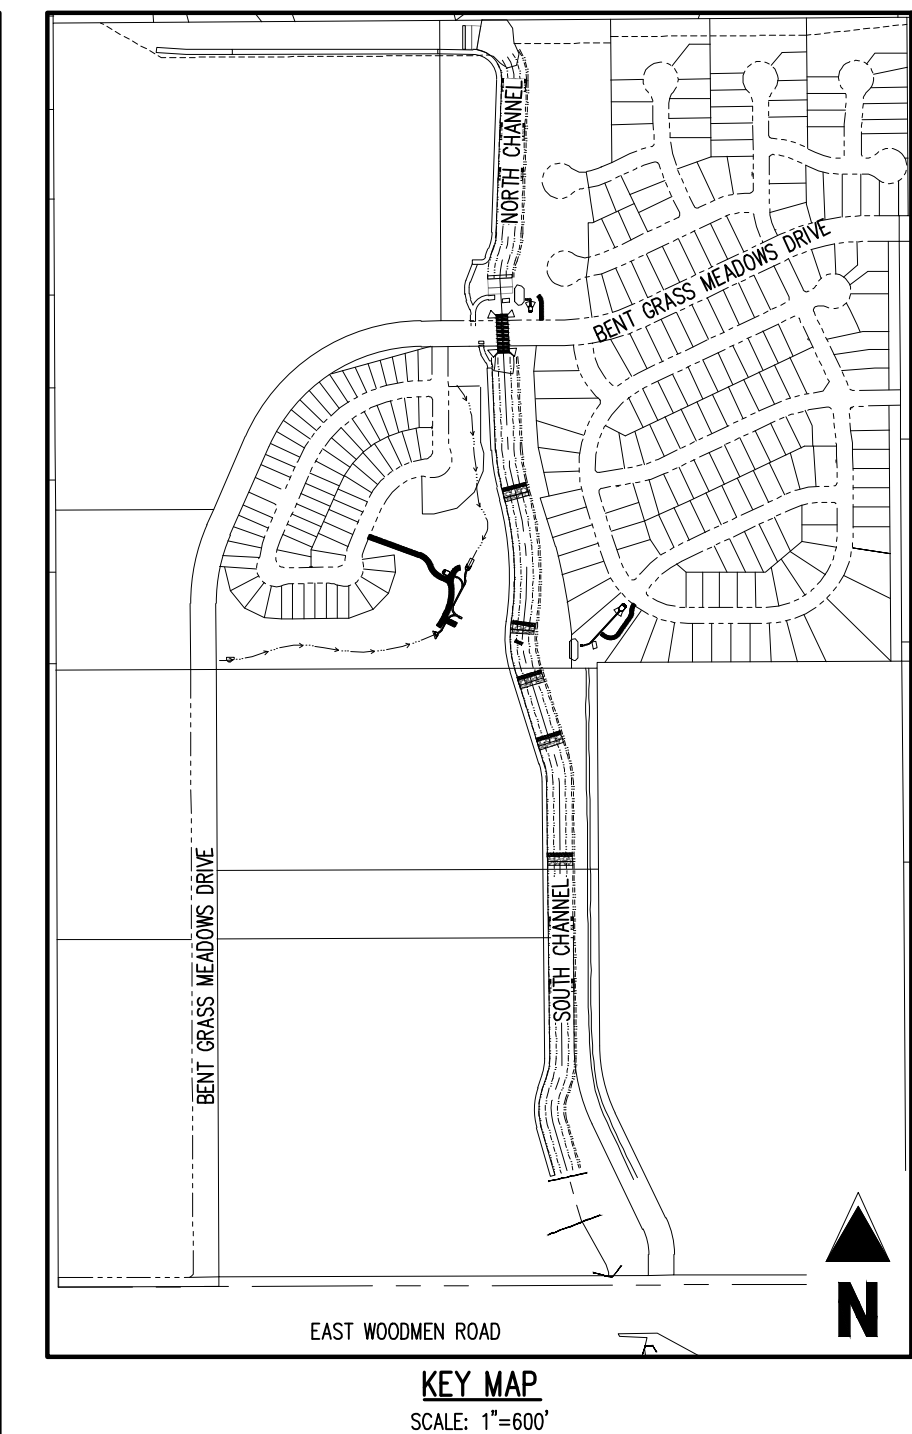 NORTH CHANNEL
BENT GRASS MEADOWS DRIVE
BENT GRASS MEADOWS DRIVE
SOUTH CHANNEL
N
EAST WOODMEN ROAD
KEY MAP
SCALE: 1"=600'